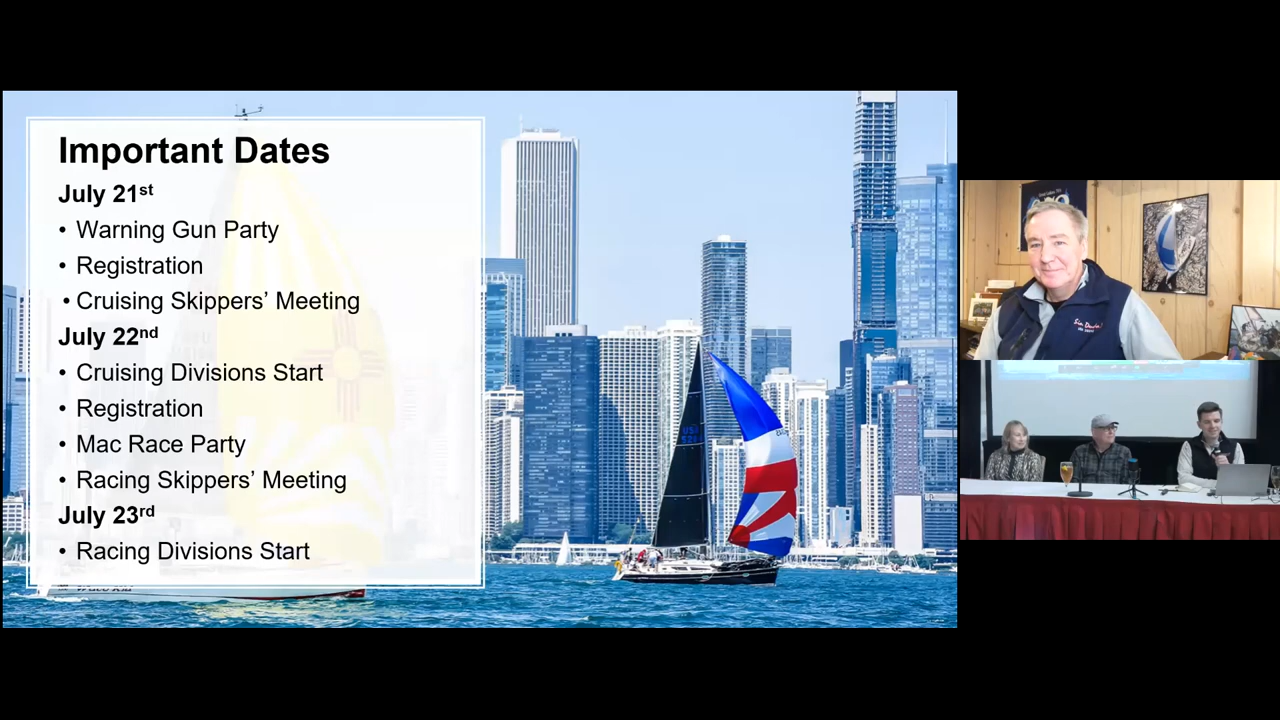 Important Dates
July 21st
• Warning Gun Party
• Registration
• Cruising Skippers’ Meeting
July 22nd
• Cruising Divisions Start
• Registration
• Mac Race Party
• Racing Skippers’ Meeting
July 23rd
• Racing Divisions Start